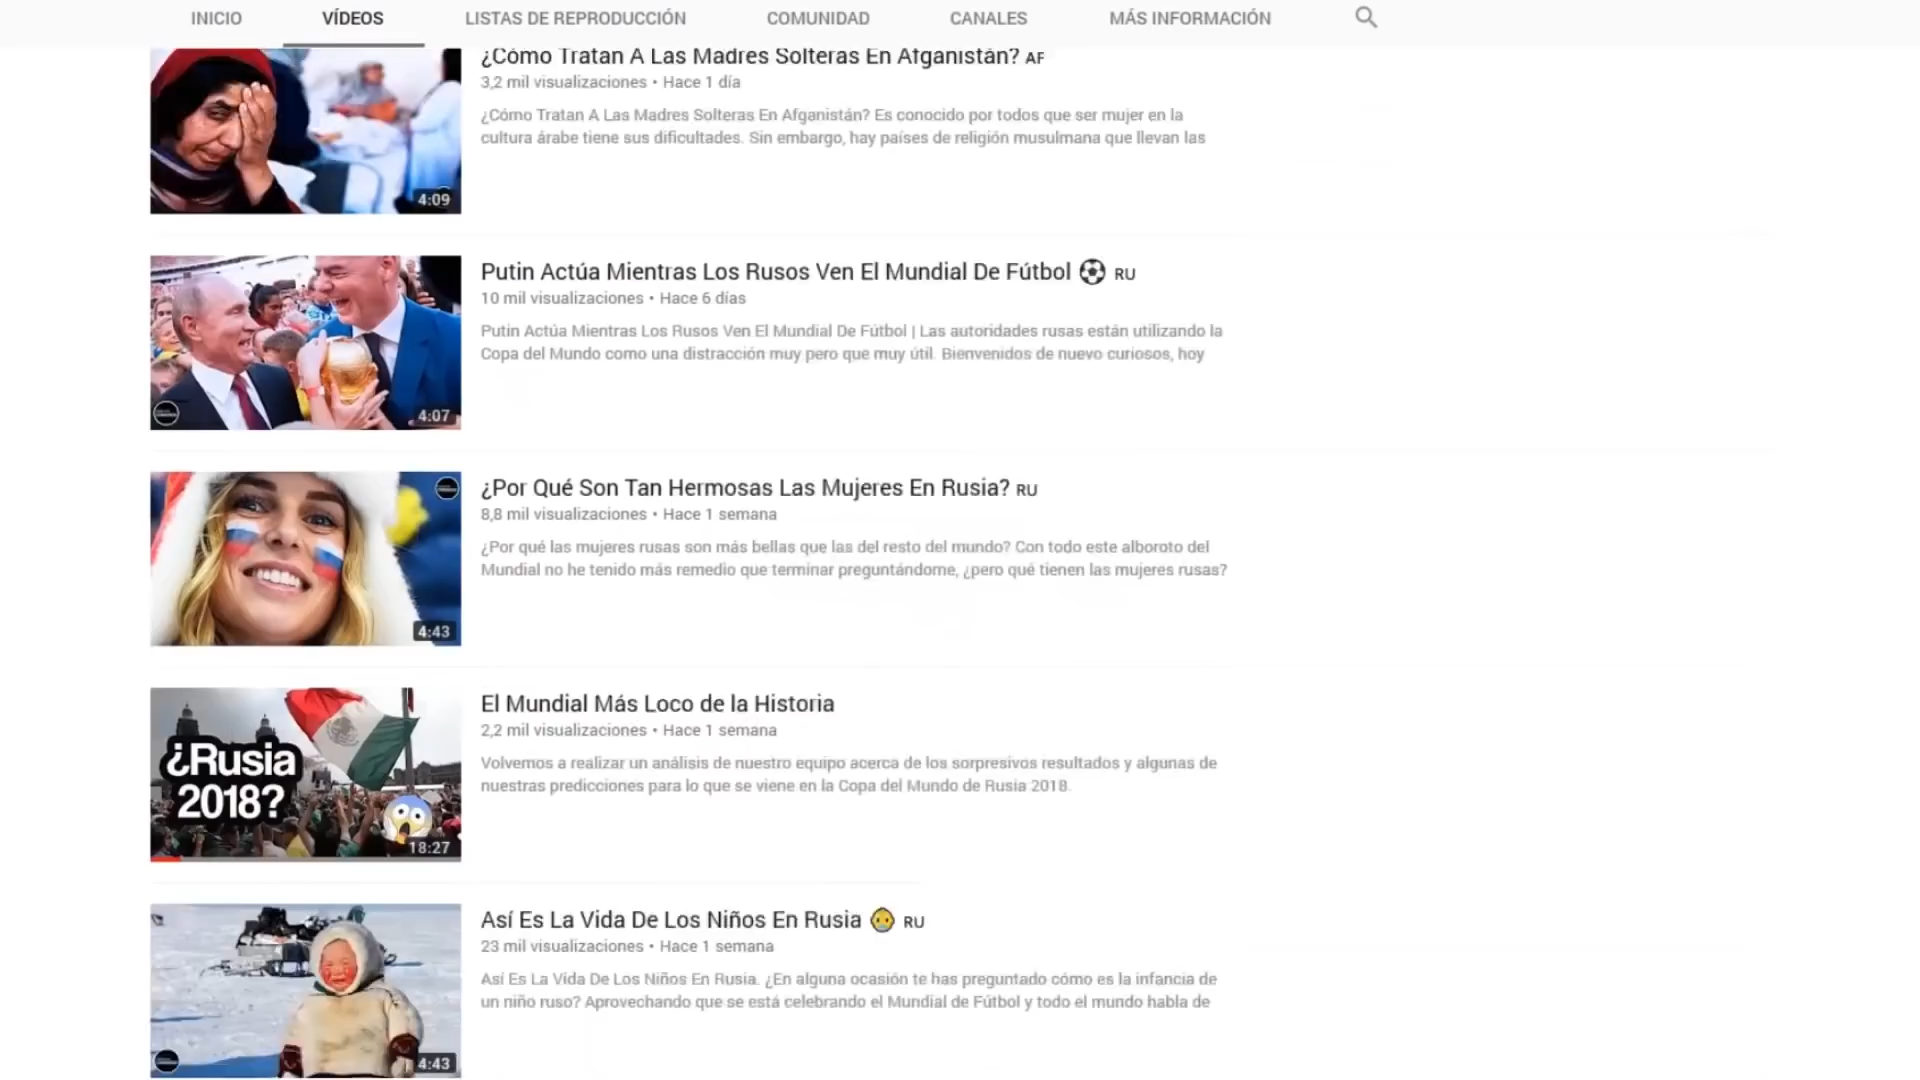 INICIO VÍDEOS LISTAS DE REPRODUCCIÓN COMUNIDAD CANALES MÁS INFORMACIÓN
¿Cómo Tratan A Las Madres Solteras En Afganistán? AF
3,2 mil visualizaciones • Hace 1 día
¿Cómo Tratan A Las Madres Solteras En Afganistán? Es conocido por todos que ser mujer en la
cultura árabe tiene sus dificultades. Sin embargo, hay países de religión musulmana que llevan las
4:09
Putin Actúa Mientras Los Rusos Ven El Mundial De Fútbol ⚽ RU
10 mil visualizaciones • Hace 6 días
Putin Actúa Mientras Los Rusos Ven El Mundial De Fútbol | Las autoridades rusas están utilizando la
Copa del Mundo como una distracción muy pero que muy útil. Bienvenidos de nuevo curiosos, hoy
4:07
¿Por Qué Son Tan Hermosas Las Mujeres En Rusia? RU
8,8 mil visualizaciones • Hace 1 semana
¿Por qué las mujeres rusas son más bellas que las del resto del mundo? Con todo este alboroto del
Mundial no he tenido más remedio que terminar preguntándome, ¿pero qué tienen las mujeres rusas?
4:43
El Mundial Más Loco de la Historia
2,2 mil visualizaciones • Hace 1 semana
Volvemos a realizar un análisis de nuestro equipo acerca de los sorpresivos resultados y algunas de
nuestras predicciones para lo que se viene en la Copa del Mundo de Rusia 2018.
¿Rusia
2018?
18:27
Así Es La Vida De Los Niños En Rusia RU
23 mil visualizaciones • Hace 1 semana
Así Es La Vida De Los Niños En Rusia. ¿En alguna ocasión te has preguntado cómo es la infancia de
un niño ruso? Aprovechando que se está celebrando el Mundial de Fútbol y todo el mundo habla de
4:43